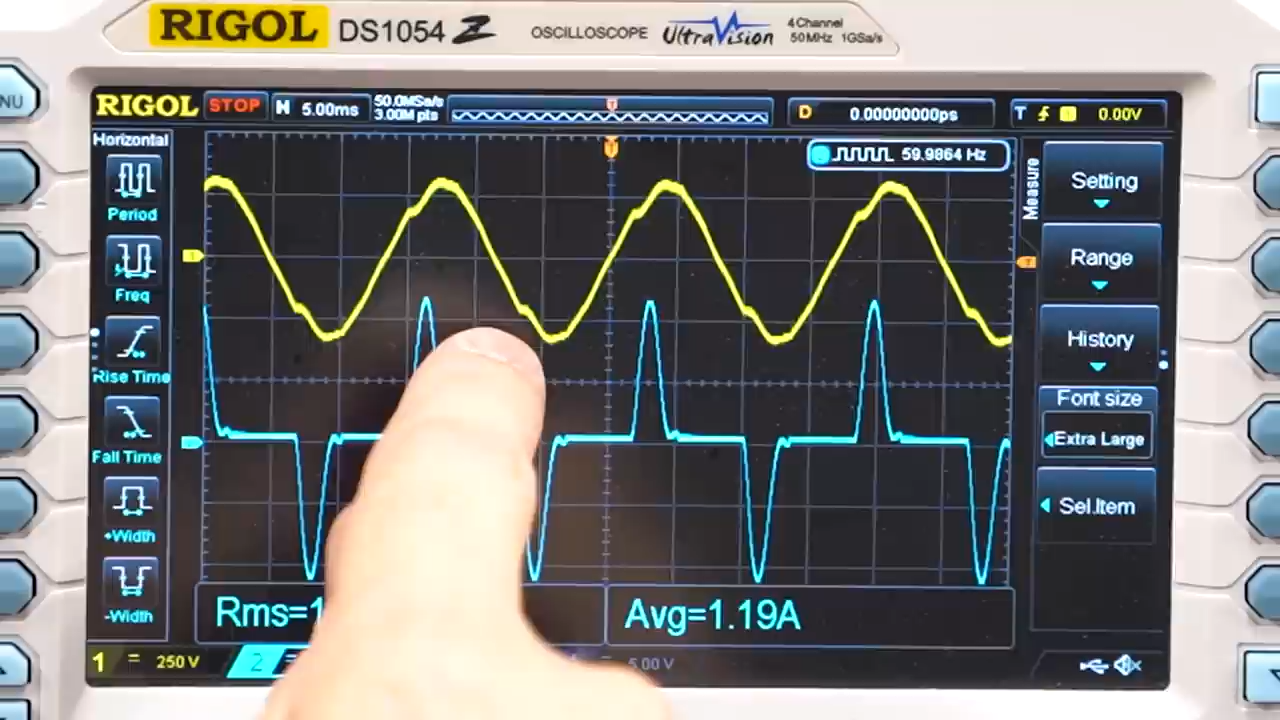 RIGOL DS1054 Z OSCILLOSCOPE UltraVision 4 Channel
50MHz 1GSa/s
NU
RIGOL STOP H 5.00ms 50.0MSa/s
3.00M pts
D 0.00000000ps T 0.00V
Horizontal
T
59.9864 Hz
Measure
Setting
Period
Range
Freq
History
Rise Time
Font size
Extra Large
Fall Time
Sel.Item
+Width
-Width
Rms=1
Avg=1.19A
1 = 250 V
2
5.00 V